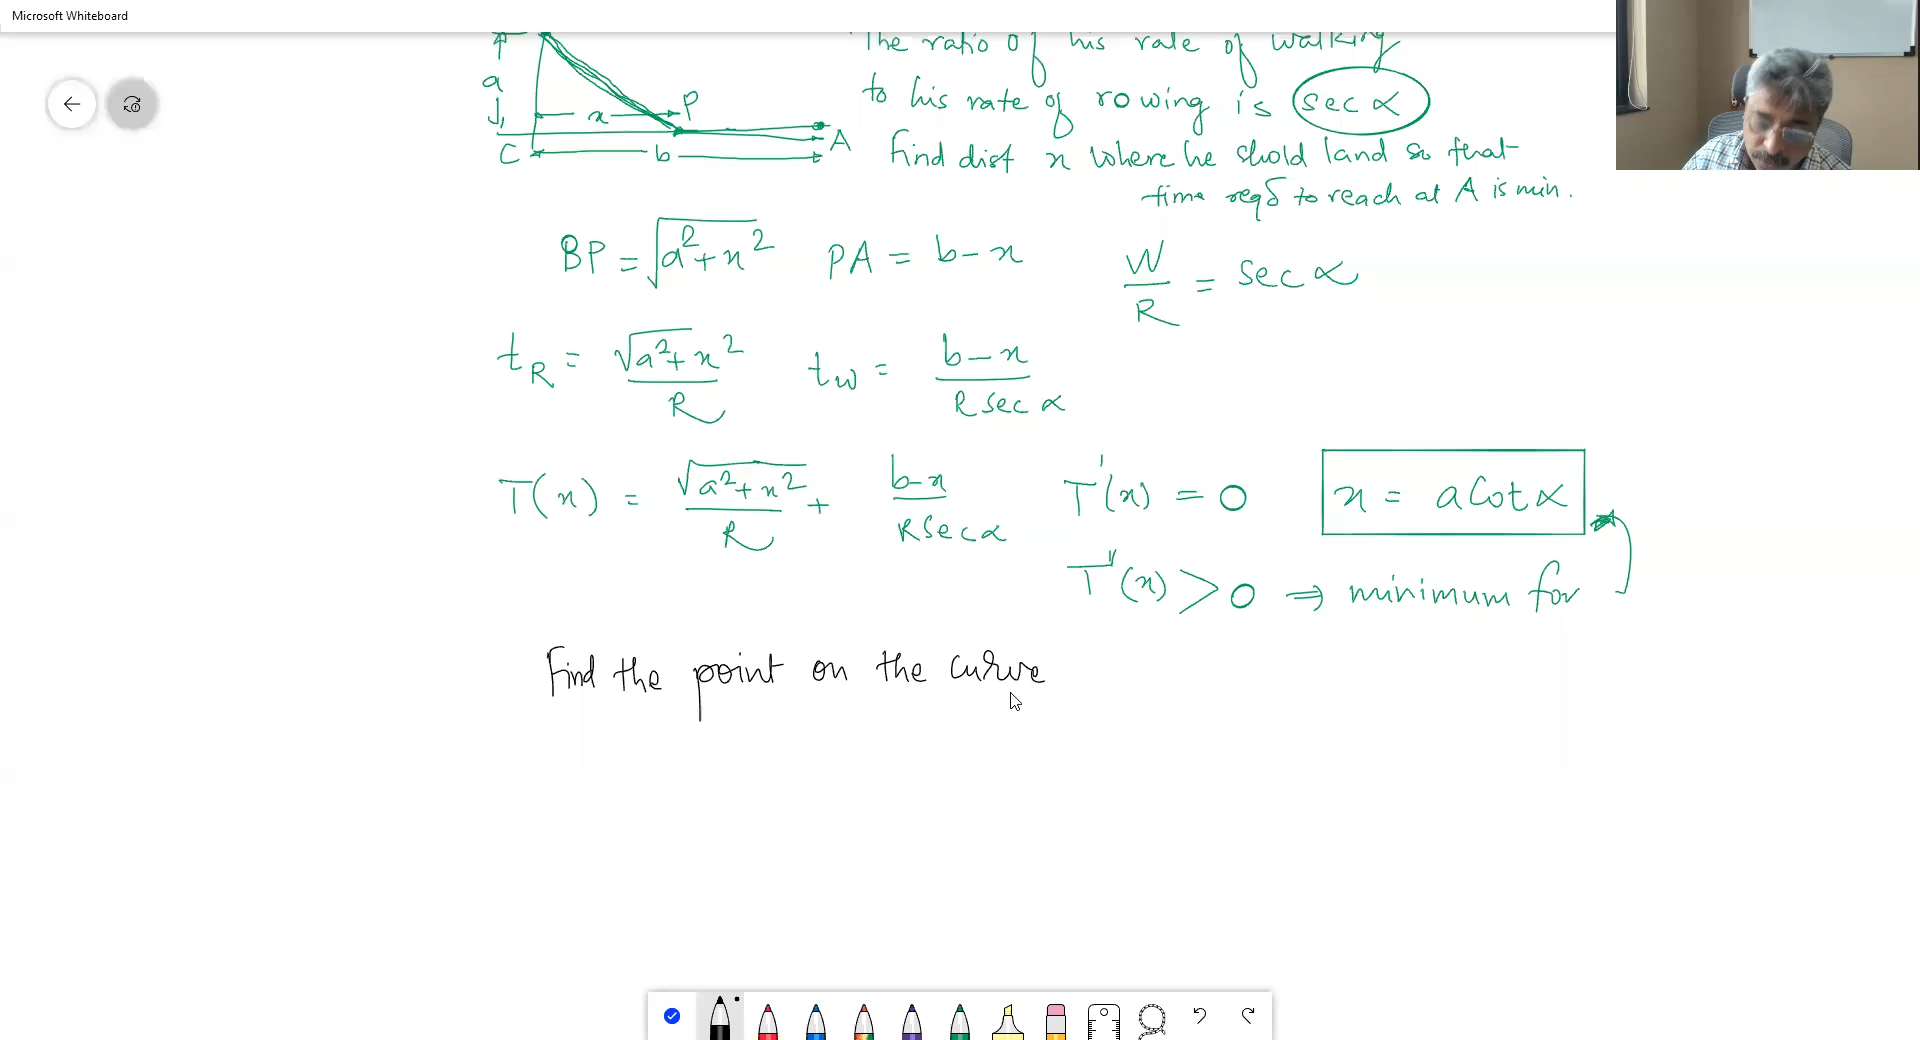 Microsoft Whiteboard
The ratio of his rate of walking
to his rate of rowing is sec α
a
x
P
C
b
A
Find dist x where he shold land so that
time reqd to reach at A is min.
BP = √a²+x² PA = b-x W/R = sec α
t_R = √a²+x²/R t_w = b-x/R sec α
T(x) = √a²+x²/R + b-x/R sec α T'(x) = 0 x = a cot α
T''(x) > 0 ⇒ minimum for
Find the point on the curve